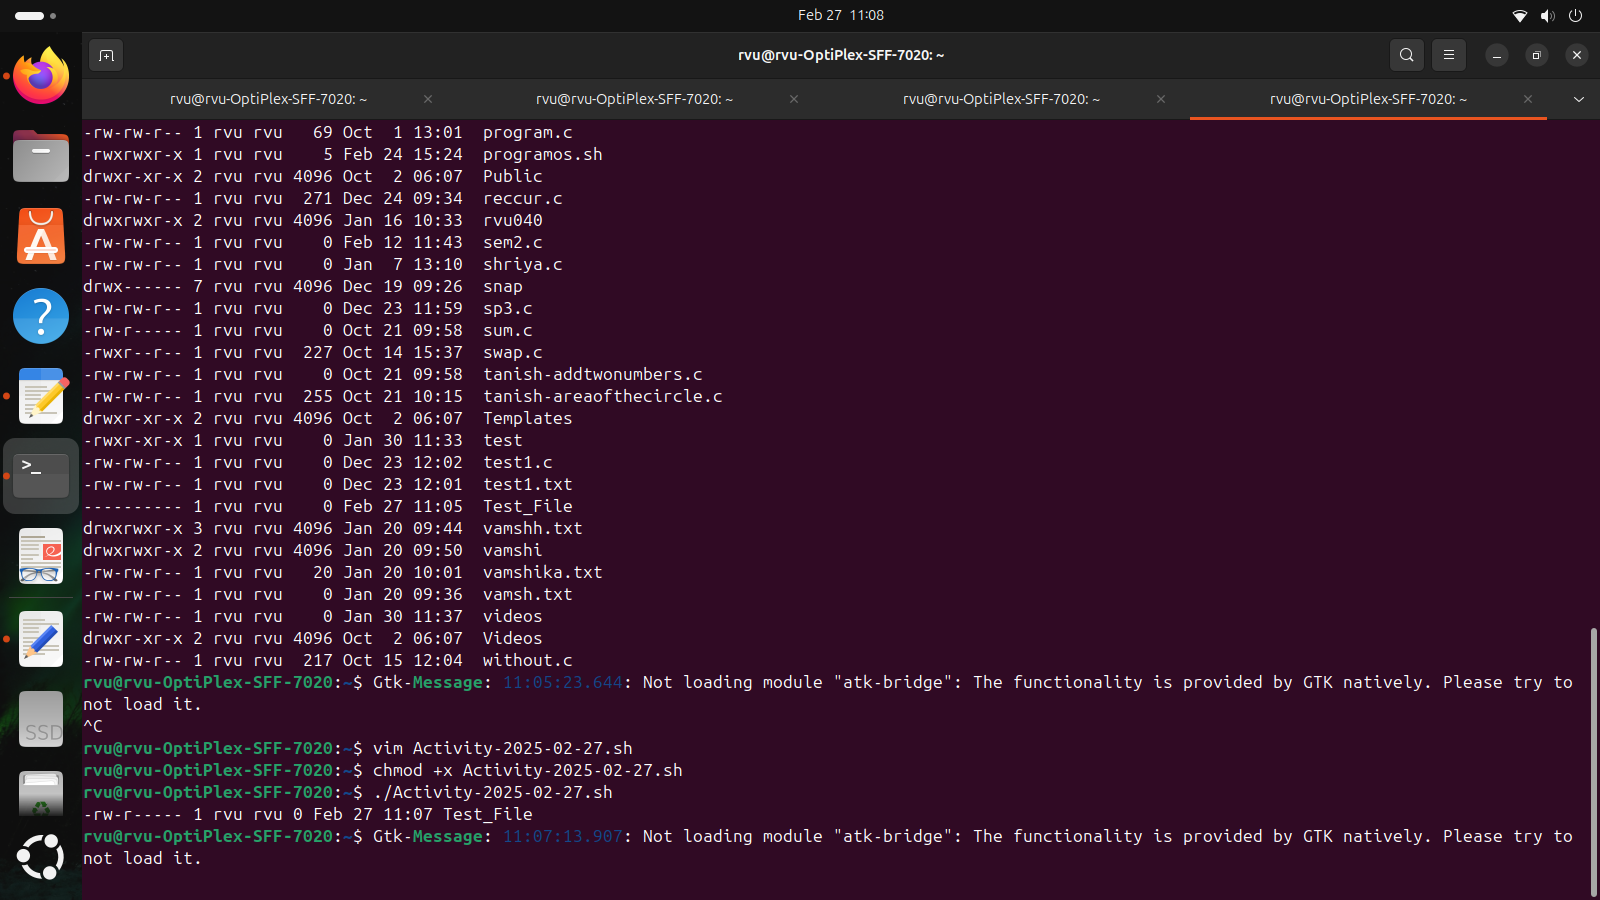 Feb 27 11:08
rvu@rvu-OptiPlex-SFF-7020: ~
rvu@rvu-OptiPlex-SFF-7020: ~ rvu@rvu-OptiPlex-SFF-7020: ~ rvu@rvu-OptiPlex-SFF-7020: ~ rvu@rvu-OptiPlex-SFF-7020: ~
-rw-rw-r-- 1 rvu rvu   69 Oct  1 13:01  program.c
-rwxrwxr-x 1 rvu rvu    5 Feb 24 15:24  programos.sh
drwxr-xr-x 2 rvu rvu 4096 Oct  2 06:07  Public
-rw-rw-r-- 1 rvu rvu  271 Dec 24 09:34  reccur.c
drwxrwxr-x 2 rvu rvu 4096 Jan 16 10:33  rvu040
-rw-rw-r-- 1 rvu rvu    0 Feb 12 11:43  sem2.c
-rw-rw-r-- 1 rvu rvu    0 Jan  7 13:10  shriya.c
drwx------ 7 rvu rvu 4096 Dec 19 09:26  snap
-rw-rw-r-- 1 rvu rvu    0 Dec 23 11:59  sp3.c
-rw-r----- 1 rvu rvu    0 Oct 21 09:58  sum.c
-rwxr--r-- 1 rvu rvu  227 Oct 14 15:37  swap.c
-rw-rw-r-- 1 rvu rvu    0 Oct 21 09:58  tanish-addtwonumbers.c
-rw-rw-r-- 1 rvu rvu  255 Oct 21 10:15  tanish-areaofthecircle.c
drwxr-xr-x 2 rvu rvu 4096 Oct  2 06:07  Templates
-rwxr-xr-x 1 rvu rvu    0 Jan 30 11:33  test
-rw-rw-r-- 1 rvu rvu    0 Dec 23 12:02  test1.c
-rw-rw-r-- 1 rvu rvu    0 Dec 23 12:01  test1.txt
---------- 1 rvu rvu    0 Feb 27 11:05  Test_File
drwxrwxr-x 3 rvu rvu 4096 Jan 20 09:44  vamshh.txt
drwxrwxr-x 2 rvu rvu 4096 Jan 20 09:50  vamshi
-rw-rw-r-- 1 rvu rvu   20 Jan 20 10:01  vamshika.txt
-rw-rw-r-- 1 rvu rvu    0 Jan 20 09:36  vamsh.txt
-rw-rw-r-- 1 rvu rvu    0 Jan 30 11:37  videos
drwxr-xr-x 2 rvu rvu 4096 Oct  2 06:07  Videos
-rw-rw-r-- 1 rvu rvu  217 Oct 15 12:04  without.c
rvu@rvu-OptiPlex-SFF-7020:~$ Gtk-Message: 11:05:23.644: Not loading module "atk-bridge": The functionality is provided by GTK natively. Please try to
not load it.
^C
rvu@rvu-OptiPlex-SFF-7020:~$ vim Activity-2025-02-27.sh
rvu@rvu-OptiPlex-SFF-7020:~$ chmod +x Activity-2025-02-27.sh
rvu@rvu-OptiPlex-SFF-7020:~$ ./Activity-2025-02-27.sh
-rw-r----- 1 rvu rvu 0 Feb 27 11:07 Test_File
rvu@rvu-OptiPlex-SFF-7020:~$ Gtk-Message: 11:07:13.907: Not loading module "atk-bridge": The functionality is provided by GTK natively. Please try to
not load it.
SSD